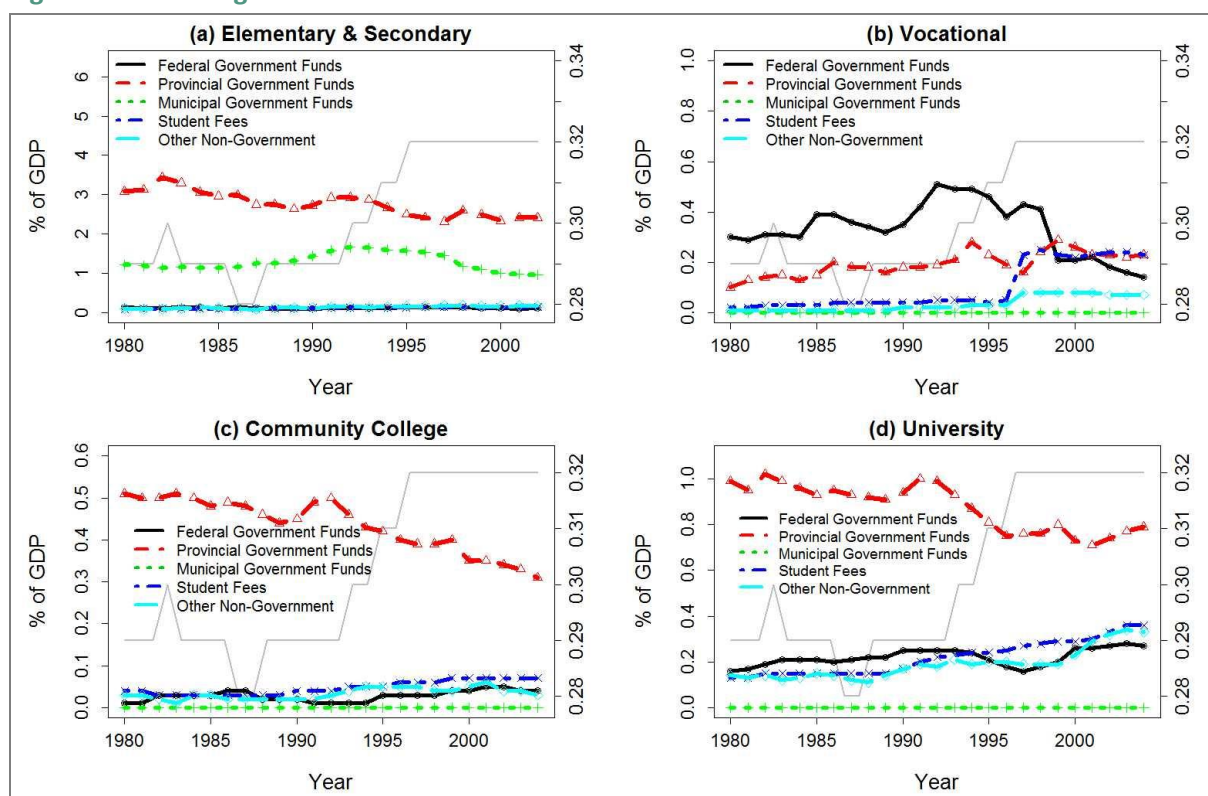 (a) Elementary & Secondary
Federal Government Funds
Provincial Government Funds
Municipal Government Funds
Student Fees
Other Non-Government
% of GDP
0 1 2 3 4 5 6
0.28 0.30 0.32 0.34
1980 1985 1990 1995 2000
Year
(b) Vocational
Federal Government Funds
Provincial Government Funds
Municipal Government Funds
Student Fees
Other Non-Government
% of GDP
0.0 0.2 0.4 0.6 0.8 1.0
0.28 0.30 0.32 0.34
1980 1985 1990 1995 2000
Year
(c) Community College
Federal Government Funds
Provincial Government Funds
Municipal Government Funds
Student Fees
Other Non-Government
% of GDP
0.0 0.1 0.2 0.3 0.4 0.5 0.6
0.28 0.29 0.30 0.31 0.32
1980 1985 1990 1995 2000
Year
(d) University
Federal Government Funds
Provincial Government Funds
Municipal Government Funds
Student Fees
Other Non-Government
% of GDP
0.0 0.2 0.4 0.6 0.8 1.0
0.28 0.29 0.30 0.31 0.32
1980 1985 1990 1995 2000
Year